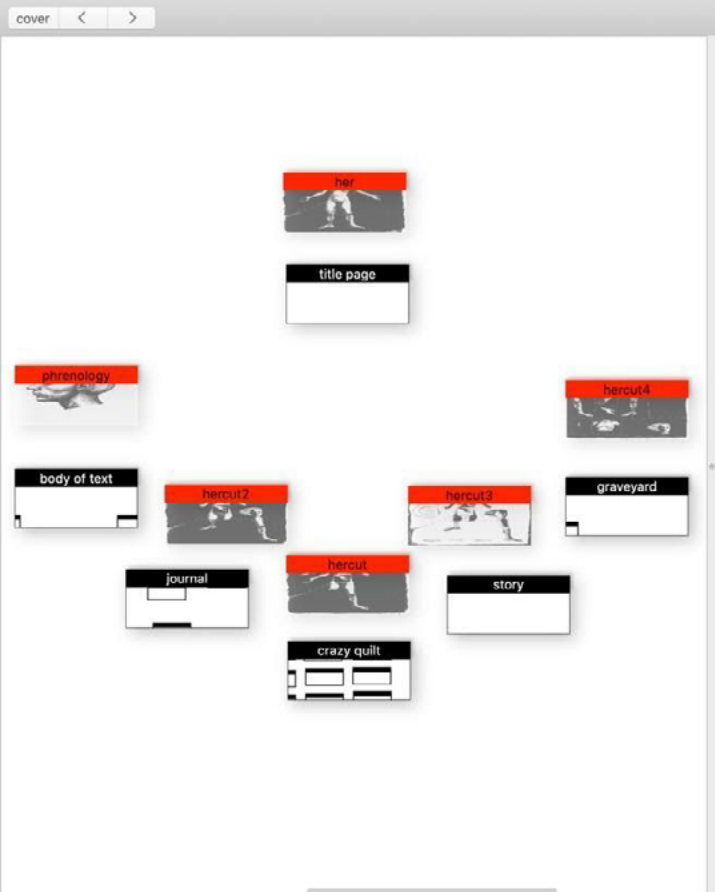 cover
her
title page
phrenology
hercut4
body of text
graveyard
hercut2
hercut3
hercut
journal
story
crazy quilt